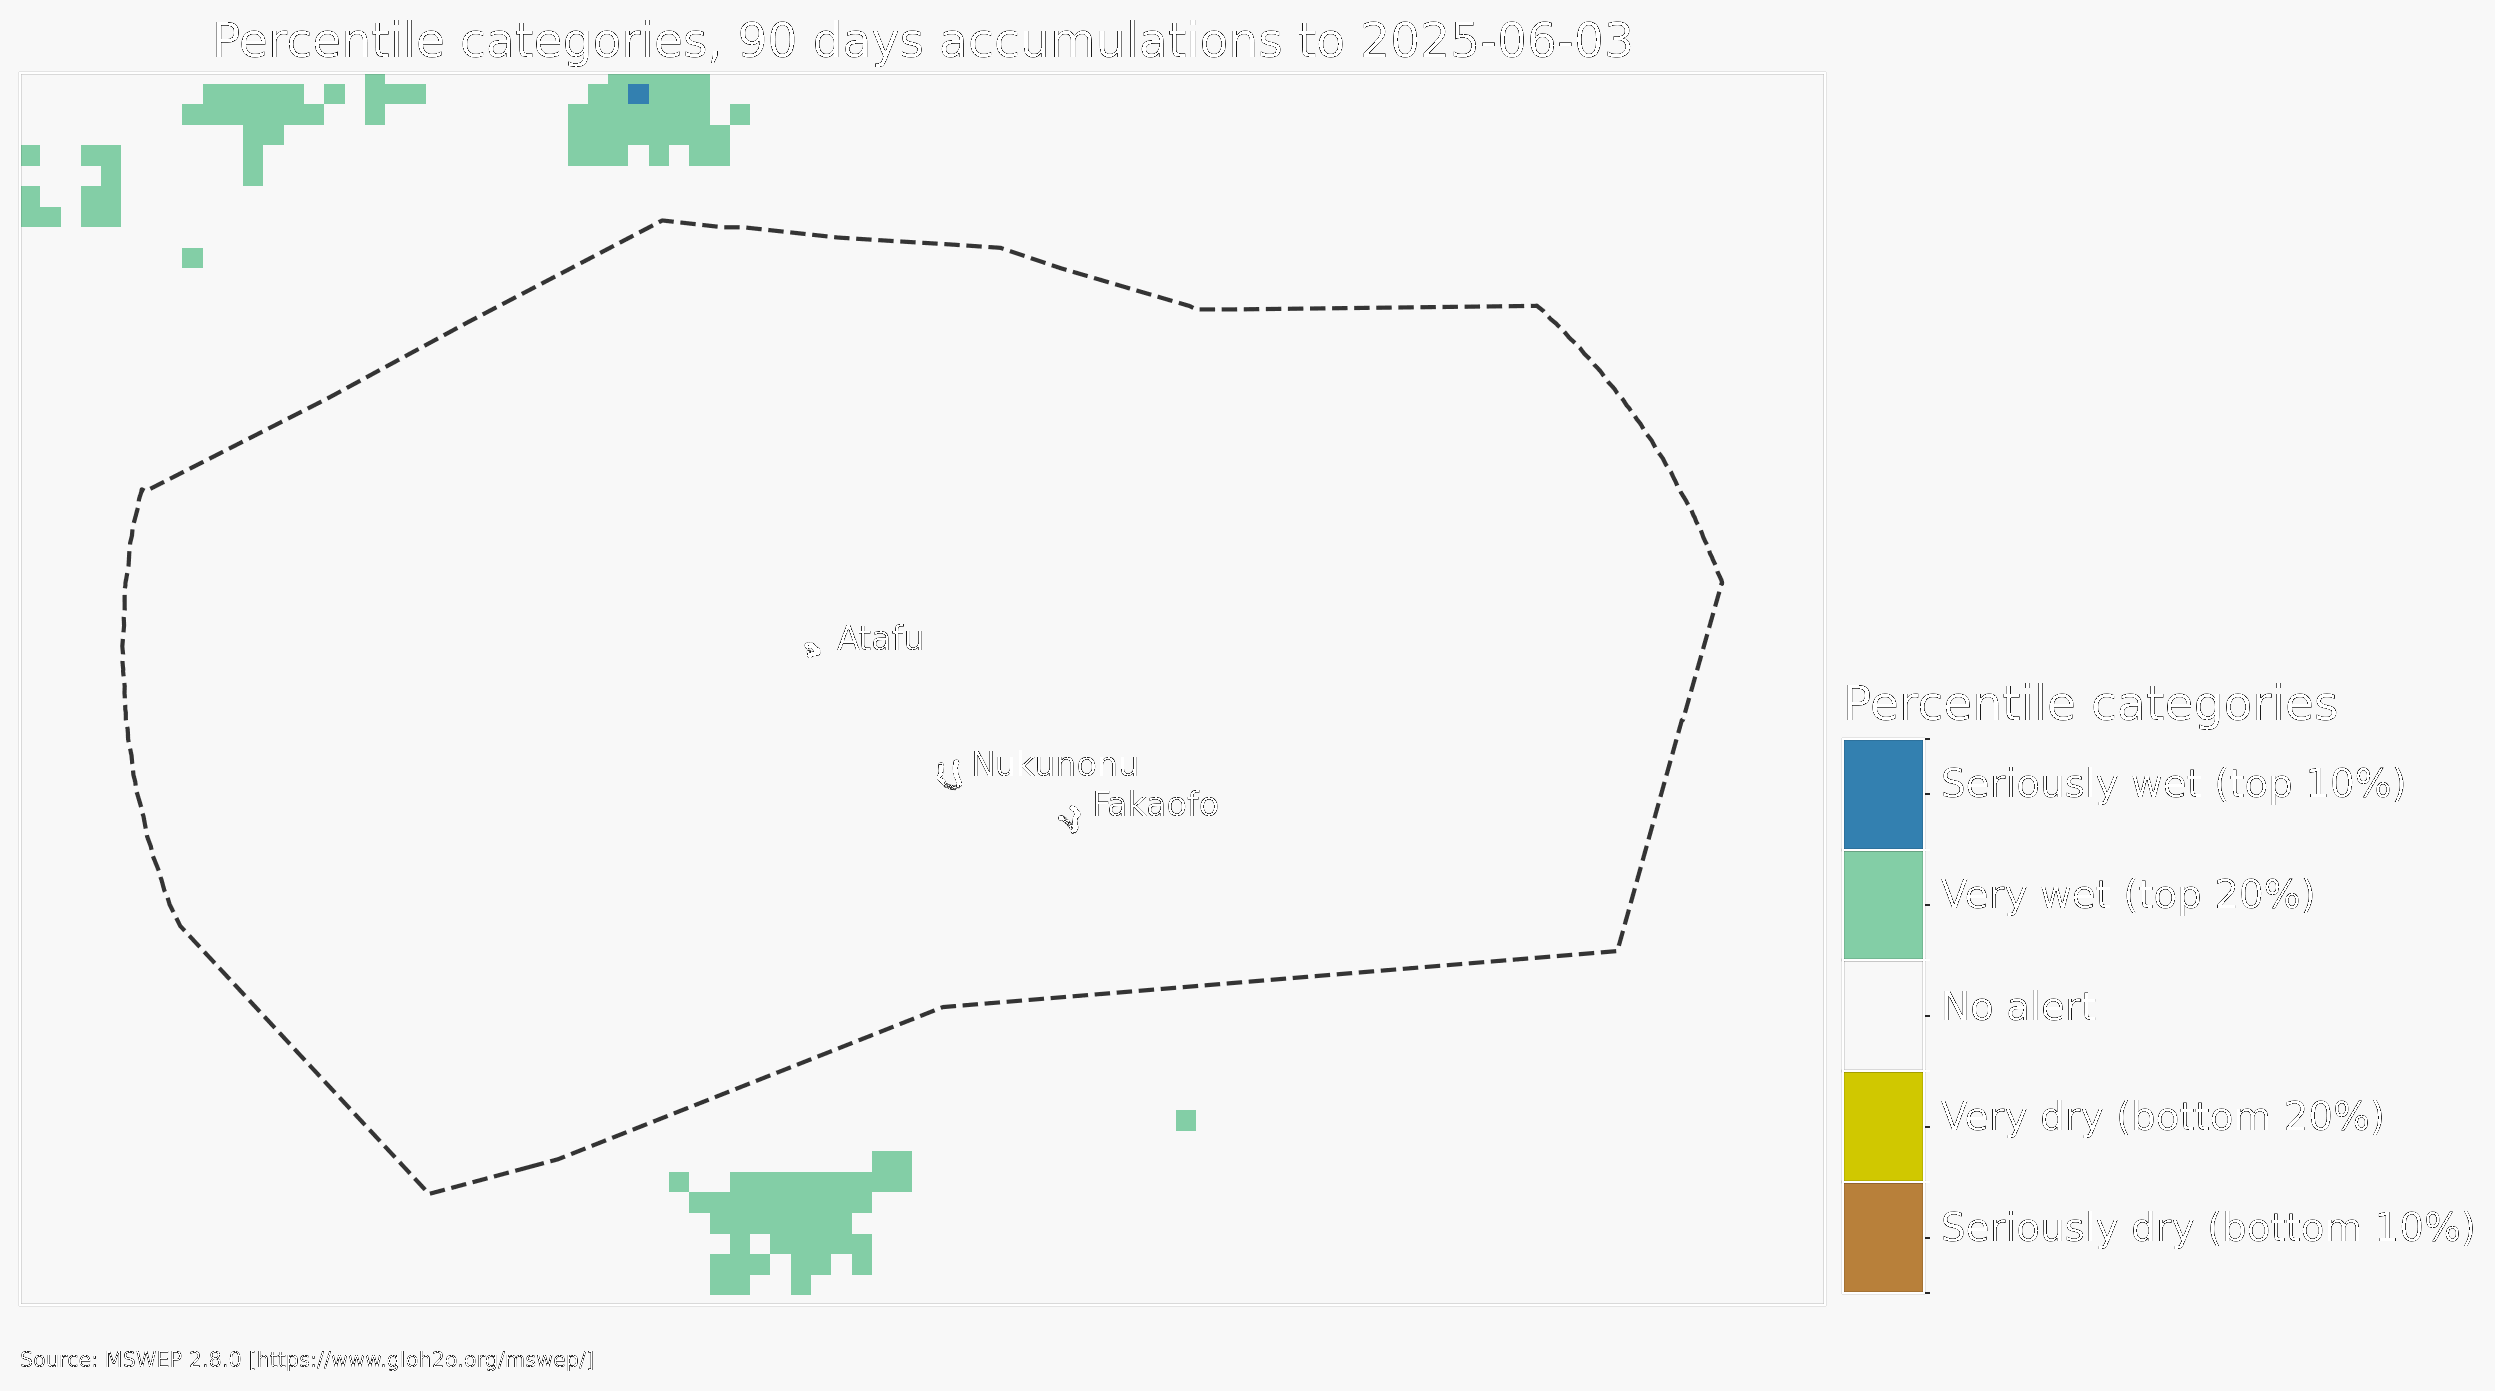 Percentile categories, 90 days accumulations to 2025-06-03
Atafu
Nukunonu
Fakaofo
Percentile categories
Seriously wet (top 10%)
Very wet (top 20%)
No alert
Very dry (bottom 20%)
Seriously dry (bottom 10%)
Source: MSWEP 2.8.0 [https://www.gloh2o.org/mswep/]